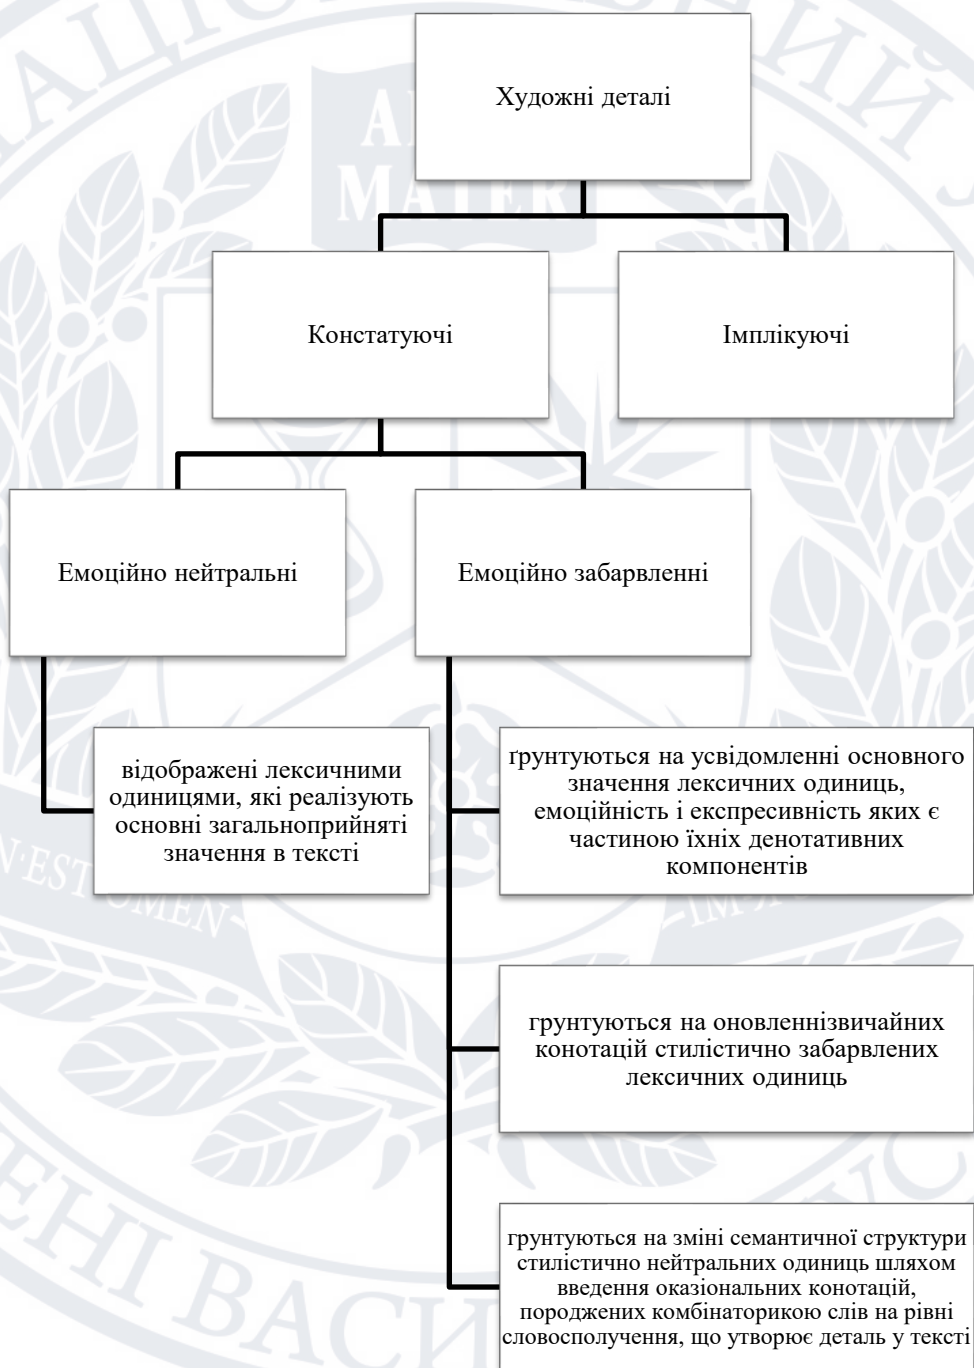 Художні деталі
Констатуючі
Імплікуючі
Емоційно нейтральні
Емоційно забарвленні
відображені лексичними
одиницями, які реалізують
основні загальноприйняті
значення в тексті
ґрунтуються на усвідомленні основного
значення лексичних одиниць,
емоційність і експресивність яких є
частиною їхніх денотативних
компонентів
грунтуються на оновленнізвичайних
конотацій стилістично забарвлених
лексичних одиниць
грунтуються на зміні семантичної структури
стилістично нейтральних одиниць шляхом
введення оказіональних конотацій,
породжених комбінаторикою слів на рівні
словосполучення, що утворює деталь у тексті